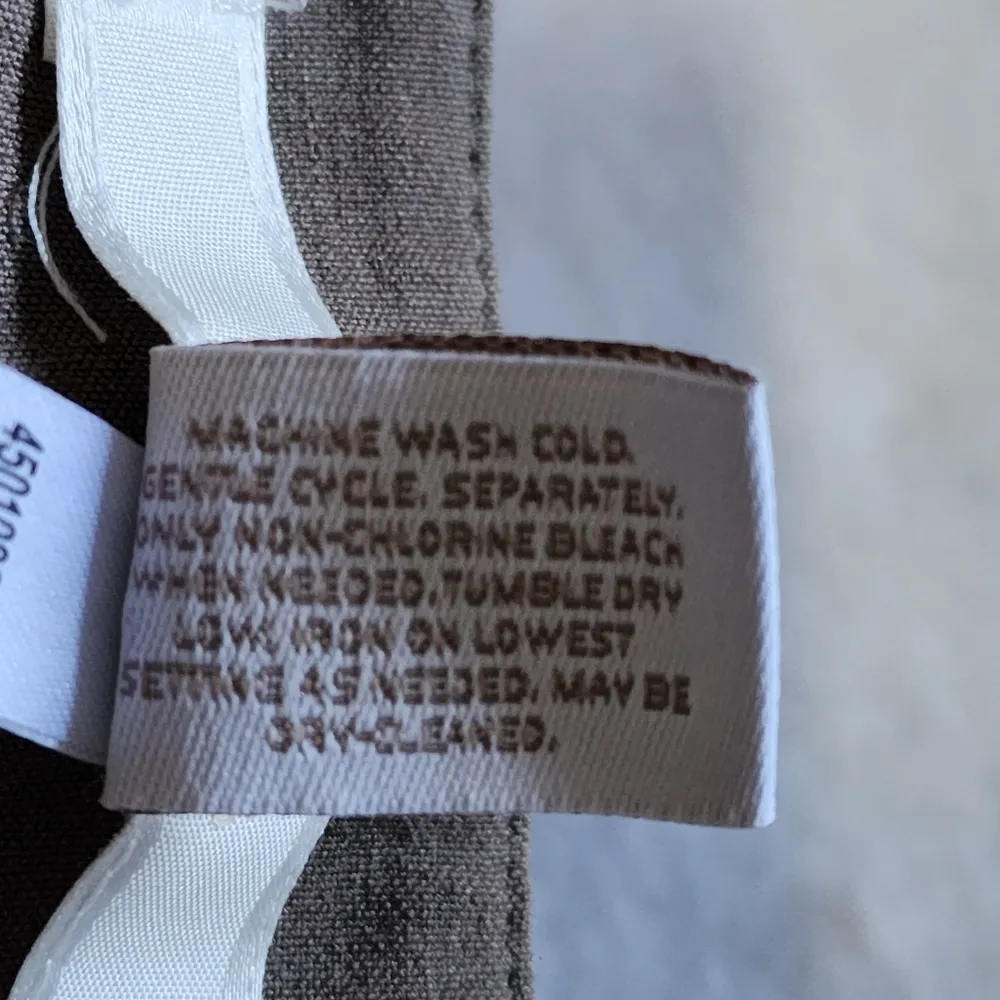 MACHINE WASH COLD.
GENTLE CYCLE. SEPARATELY.
ONLY NON-CHLORINE BLEACH
WHEN NEEDED. TUMBLE DRY
LOW. IRON ON LOWEST
SETTING AS NEEDED. MAY BE
DRY-CLEANED.